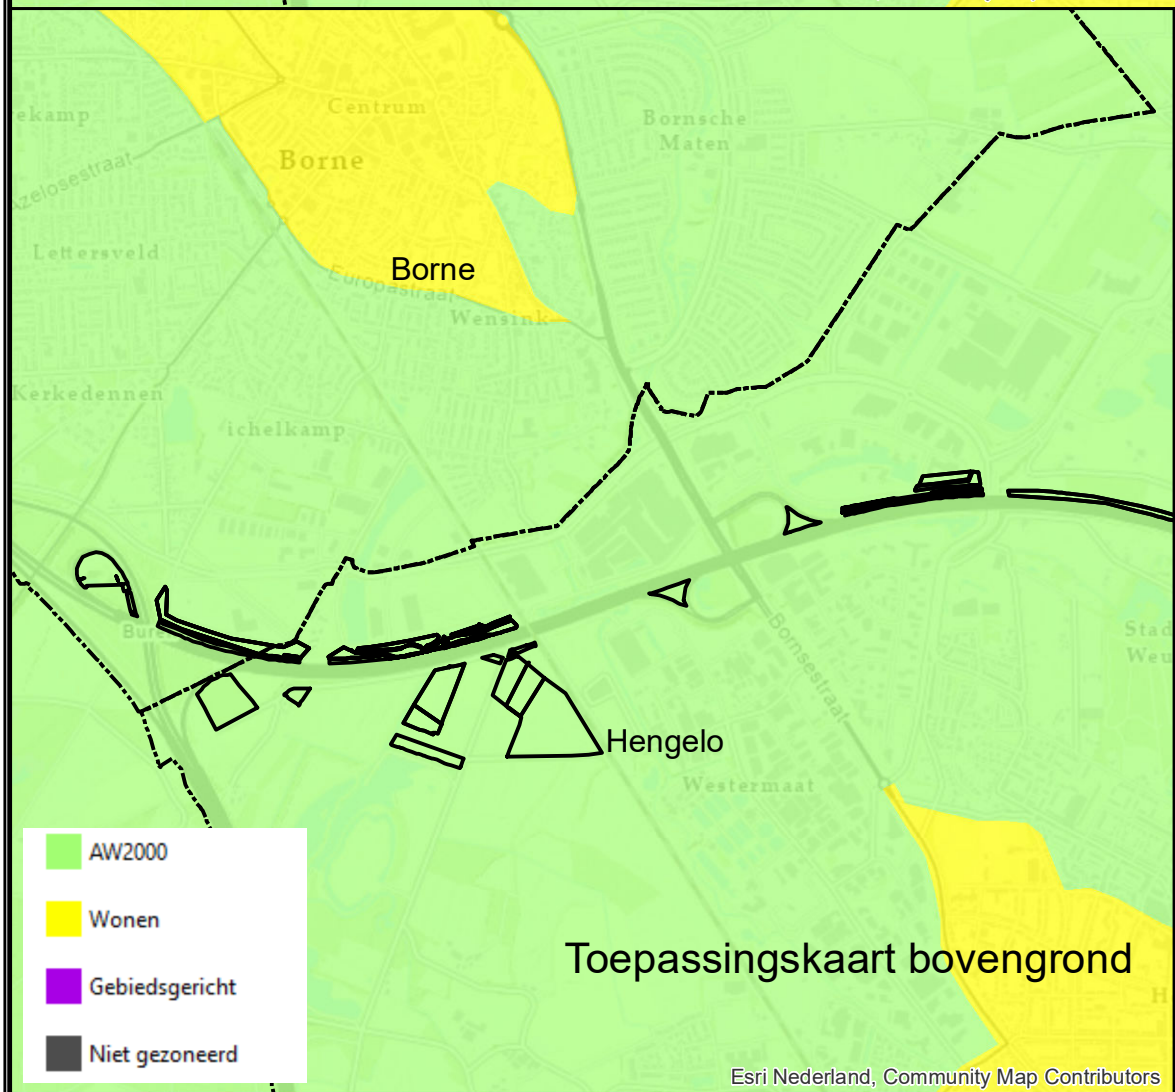 Centrum
Bornsche
Maten
ekamp
Borne
zelosestraat
Lettersveld
Borne
Europastraat
Wensink
Kerkedennen
ichelkamp
Bure
Stad
Weu
Bornsestraat
Hengelo
Westermaat
AW2000
Wonen
Gebiedsgericht
Niet gezoneerd
Toepassingskaart bovengrond
H
Esri Nederland, Community Map Contributors